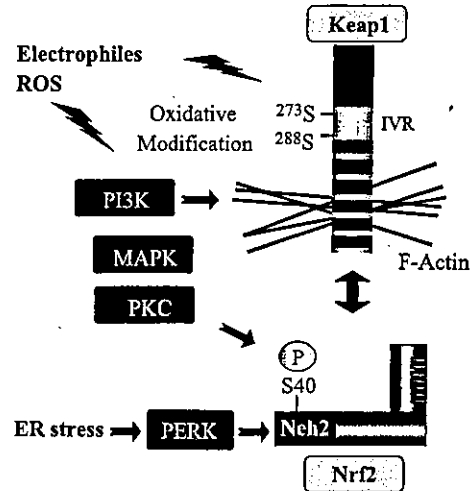 Keap1
Electrophiles
ROS
Oxidative
Modification
273S
288S
IVR
PI3K
MAPK
PKC
F-Actin
P
S40
ER stress
PERK
Neh2
Nrf2